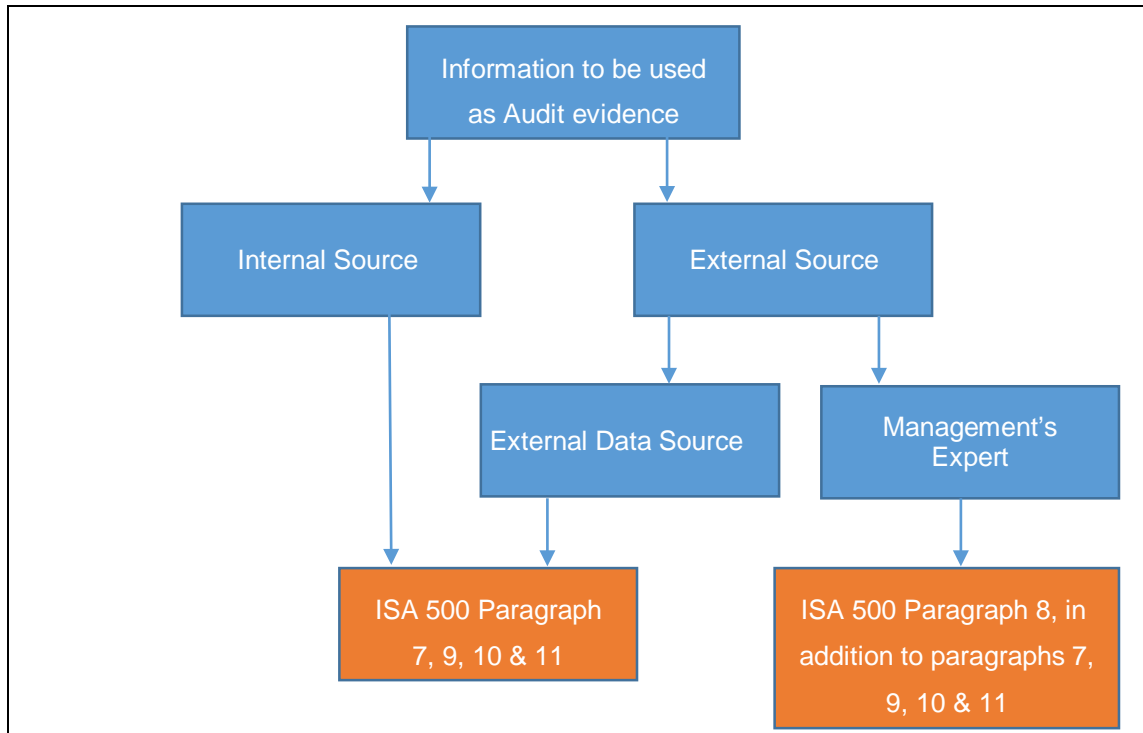 Information to be used
as Audit evidence
Internal Source
External Source
External Data Source
Management’s
Expert
ISA 500 Paragraph
7, 9, 10 & 11
ISA 500 Paragraph 8, in
addition to paragraphs 7,
9, 10 & 11